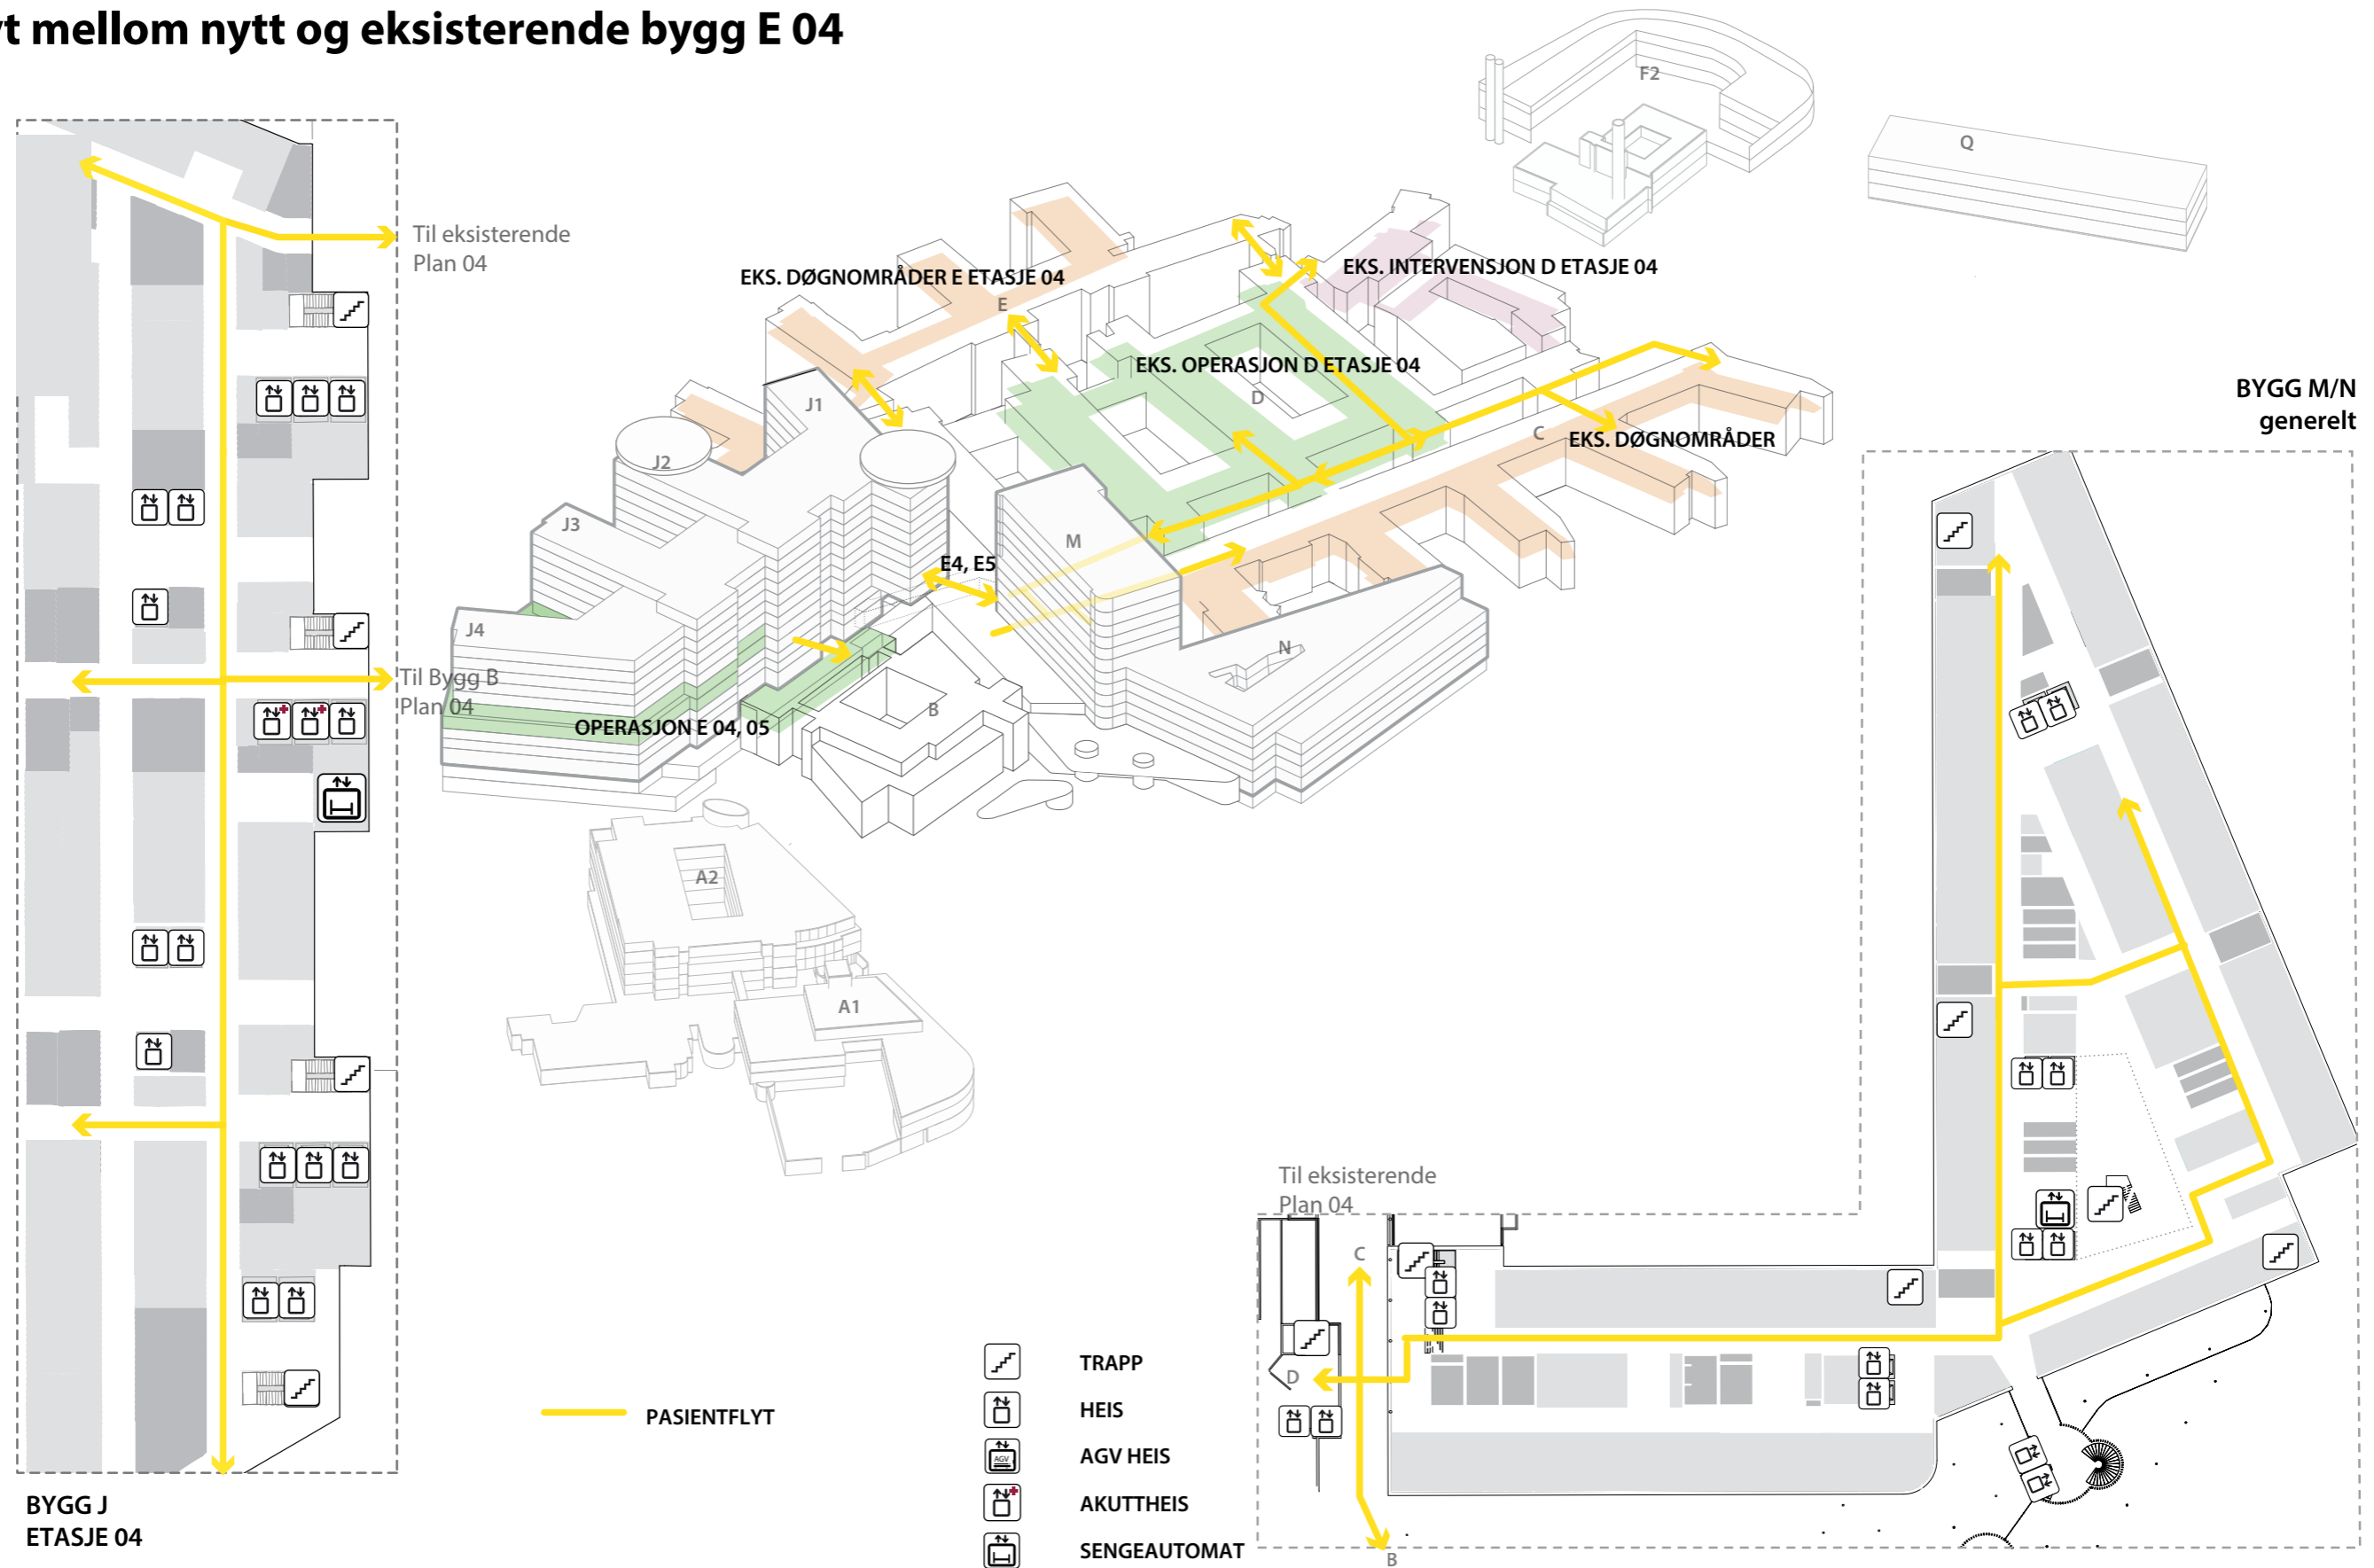 t mellom nytt og eksisterende bygg E 04
F2
Q
Til eksisterende
Plan 04
EKS. DØGNOMRÅDER E ETASJE 04
E
EKS. INTERVENSJON D ETASJE 04
EKS. OPERASJON D ETASJE 04
D
J1
C
EKS. DØGNOMRÅDER
BYGG M/N
generelt
J2
J3
M
E4, E5
J4
N
Til Bygg B
Plan 04
B
OPERASJON E 04, 05
A2
A1
Til eksisterende
Plan 04
C
D
B
PASIENTFLYT
TRAPP
HEIS
AGV
AGV HEIS
AKUTTHEIS
SENGEAUTOMAT
BYGG J
ETASJE 04